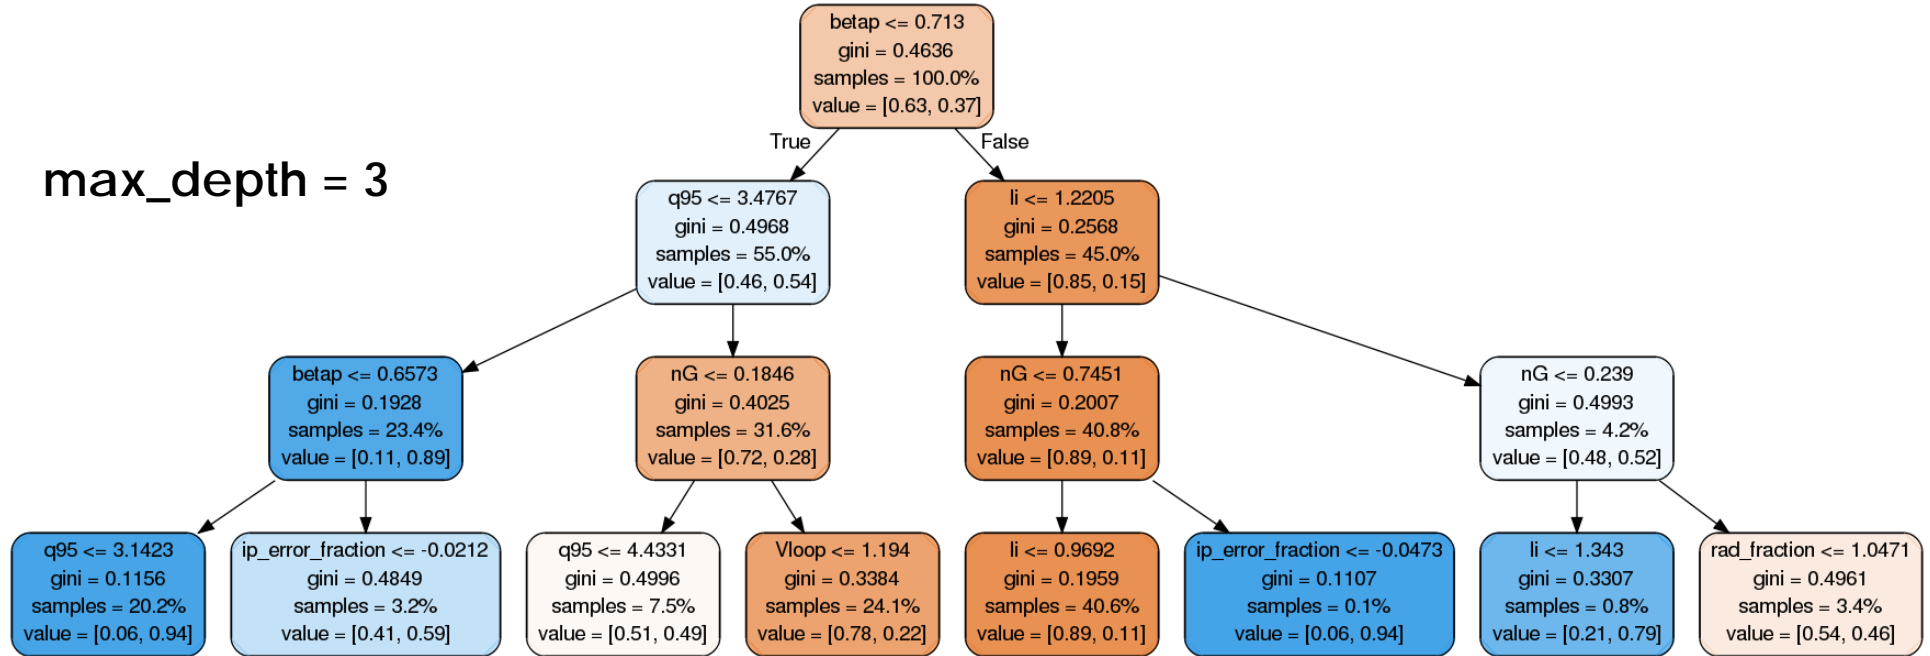 betap <= 0.713
gini = 0.4636
samples = 100.0%
value = [0.63, 0.37]
True
False
max_depth = 3
q95 <= 3.4767
gini = 0.4968
samples = 55.0%
value = [0.46, 0.54]
li <= 1.2205
gini = 0.2568
samples = 45.0%
value = [0.85, 0.15]
betap <= 0.6573
gini = 0.1928
samples = 23.4%
value = [0.11, 0.89]
nG <= 0.1846
gini = 0.4025
samples = 31.6%
value = [0.72, 0.28]
nG <= 0.7451
gini = 0.2007
samples = 40.8%
value = [0.89, 0.11]
nG <= 0.239
gini = 0.4993
samples = 4.2%
value = [0.48, 0.52]
q95 <= 3.1423
gini = 0.1156
samples = 20.2%
value = [0.06, 0.94]
ip_error_fraction <= -0.0212
gini = 0.4849
samples = 3.2%
value = [0.41, 0.59]
q95 <= 4.4331
gini = 0.4996
samples = 7.5%
value = [0.51, 0.49]
Vloop <= 1.194
gini = 0.3384
samples = 24.1%
value = [0.78, 0.22]
li <= 0.9692
gini = 0.1959
samples = 40.6%
value = [0.89, 0.11]
ip_error_fraction <= -0.0473
gini = 0.1107
samples = 0.1%
value = [0.06, 0.94]
li <= 1.343
gini = 0.3307
samples = 0.8%
value = [0.21, 0.79]
rad_fraction <= 1.0471
gini = 0.4961
samples = 3.4%
value = [0.54, 0.46]